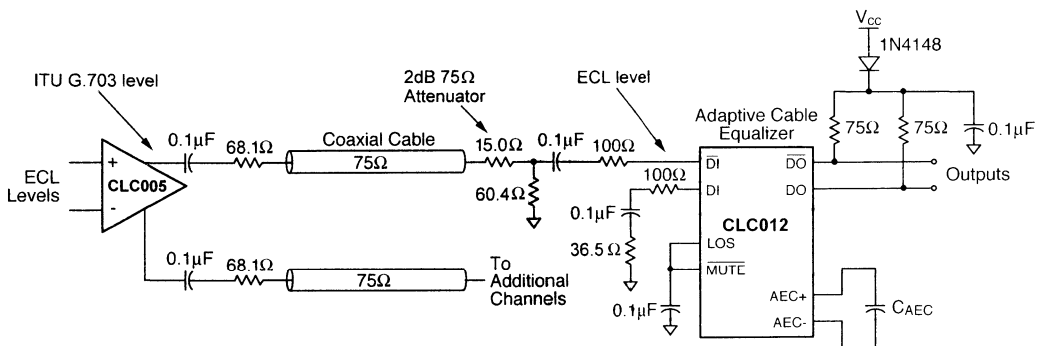 VCC
1N4148
ITU G.703 level
2dB 75Ω
Attenuator
ECL level
Adaptive Cable
Equalizer
75Ω
75Ω
0.1µF
0.1µF
68.1Ω
Coaxial Cable
75Ω
15.0Ω
0.1µF
100Ω
60.4Ω
ECL
Levels
+
-
CLC005
100Ω
0.1µF
36.5Ω
0.1µF
DI
DI
DO
DO
CLC012
LOS
MUTE
AEC+
AEC-
Outputs
CAEC
0.1µF
68.1Ω
75Ω
To
Additional
Channels